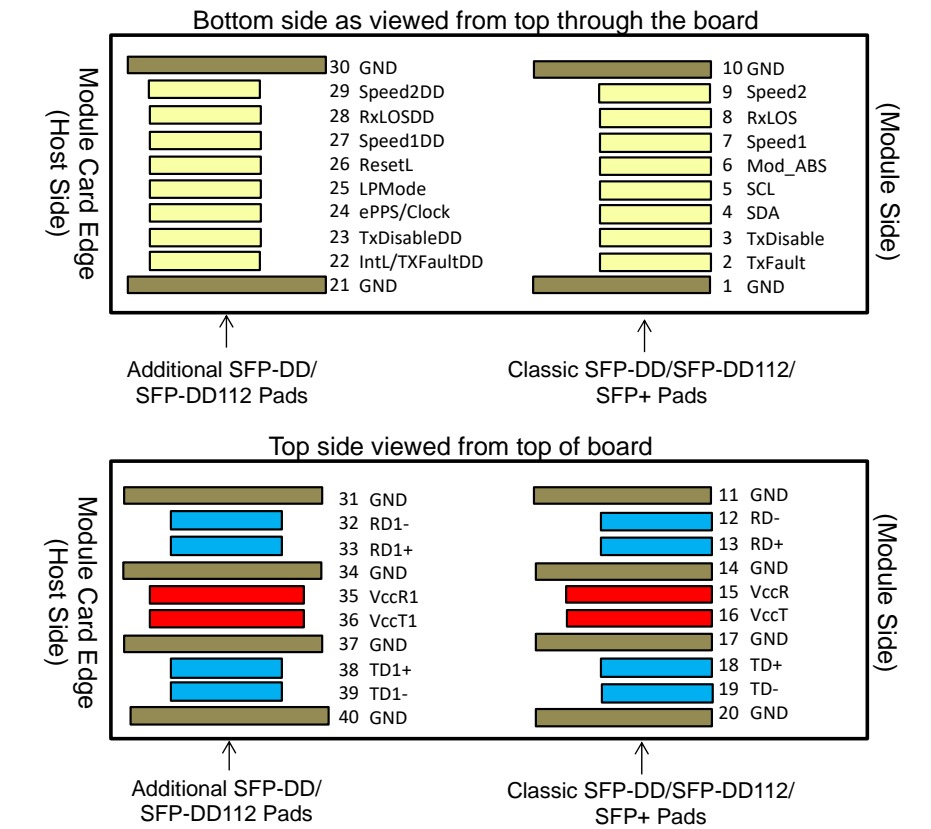 Bottom side as viewed from top through the board
Module Card Edge
(Host Side)
30 GND
29 Speed2DD
28 RxLOSDD
27 Speed1DD
26 ResetL
25 LPMode
24 ePPS/Clock
23 TxDisableDD
22 IntL/TXFaultDD
21 GND
10 GND
9 Speed2
8 RxLOS
7 Speed1
6 Mod_ABS
5 SCL
4 SDA
3 TxDisable
2 TxFault
1 GND
(Module Side)
Additional SFP-DD/
SFP-DD112 Pads
Classic SFP-DD/SFP-DD112/
SFP+ Pads
Top side viewed from top of board
Module Card Edge
(Host Side)
31 GND
32 RD1-
33 RD1+
34 GND
35 VccR1
36 VccT1
37 GND
38 TD1+
39 TD1-
40 GND
11 GND
12 RD-
13 RD+
14 GND
15 VccR
16 VccT
17 GND
18 TD+
19 TD-
20 GND
(Module Side)
Additional SFP-DD/
SFP-DD112 Pads
Classic SFP-DD/SFP-DD112/
SFP+ Pads